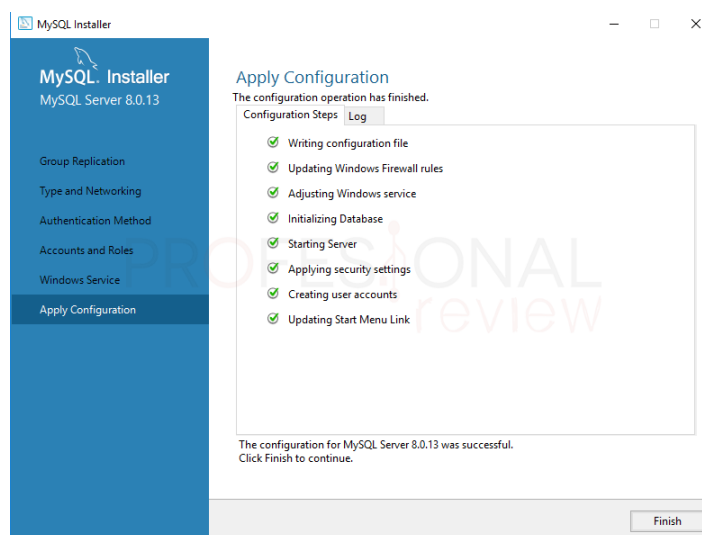 MySQL Installer
MySQL. Installer
MySQL Server 8.0.13
Group Replication
Type and Networking
Authentication Method
Accounts and Roles
Windows Service
Apply Configuration
Apply Configuration
The configuration operation has finished.
Configuration Steps Log
Writing configuration file
Updating Windows Firewall rules
Adjusting Windows service
Initializing Database
Starting Server
Applying security settings
Creating user accounts
Updating Start Menu Link
The configuration for MySQL Server 8.0.13 was successful.
Click Finish to continue.
Finish
PROFESIONAL
review